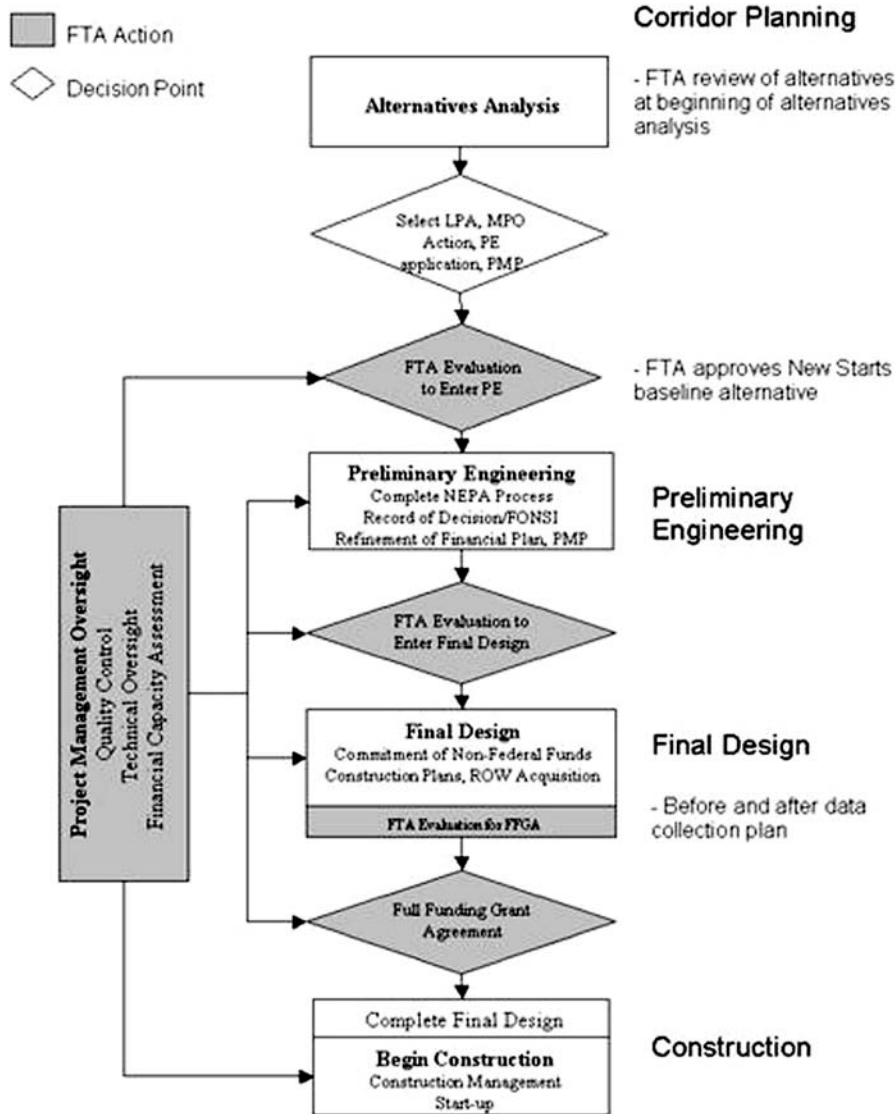 FTA Action
Decision Point
Corridor Planning
- FTA review of alternatives
at beginning of alternatives
analysis
Alternatives Analysis
Select LPA, MPO
Action, PE
application, PMP
FTA Evaluation
to Enter PE
- FTA approves New Starts
baseline alternative
Preliminary Engineering
Complete NEPA Process
Record of Decision/FONSI
Refinement of Financial Plan, PMP
Preliminary
Engineering
Project Management Oversight
Quality Control
Technical Oversight
Financial Capacity Assessment
FTA Evaluation to
Enter Final Design
Final Design
Commitment of Non-Federal Funds
Construction Plans, ROW Acquisition
FTA Evaluation for FFGA
Final Design
- Before and after data
collection plan
Full Funding Grant
Agreement
Complete Final Design
Begin Construction
Construction Management
Start-up
Construction